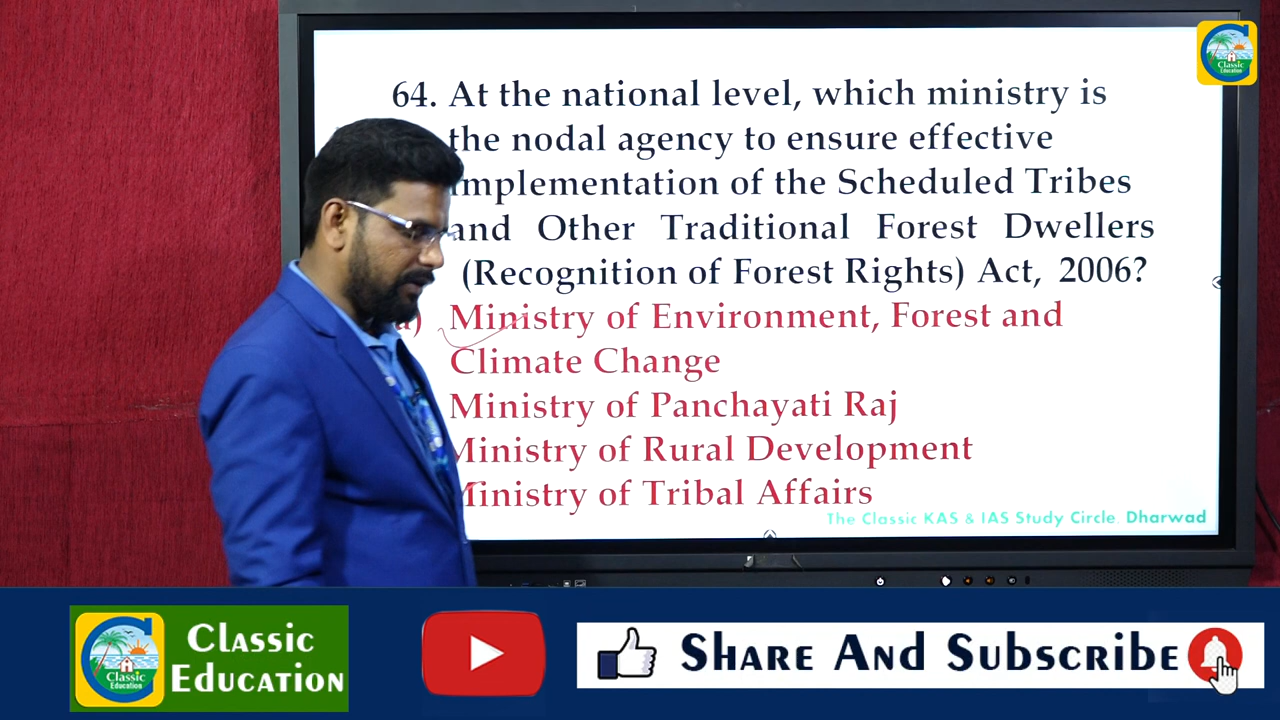 64. At the national level, which ministry is
the nodal agency to ensure effective
implementation of the Scheduled Tribes
and Other Traditional Forest Dwellers
(Recognition of Forest Rights) Act, 2006?
a) Ministry of Environment, Forest and
Climate Change
Ministry of Panchayati Raj
Ministry of Rural Development
Ministry of Tribal Affairs
The Classic KAS & IAS Study Circle, Dharwad
Classic
Education
Classic
Education
Classic
Education
Share And Subscribe